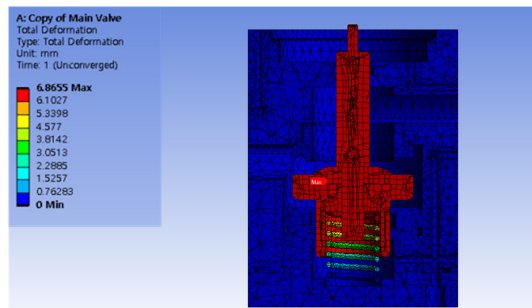 A: Copy of Main Valve
Total Deformation
Type: Total Deformation
Unit: mm
Time: 1 (Unconverged)
6.8655 Max
6.1027
5.3398
4.577
3.8142
3.0513
2.2885
1.5257
0.76283
0 Min
Max